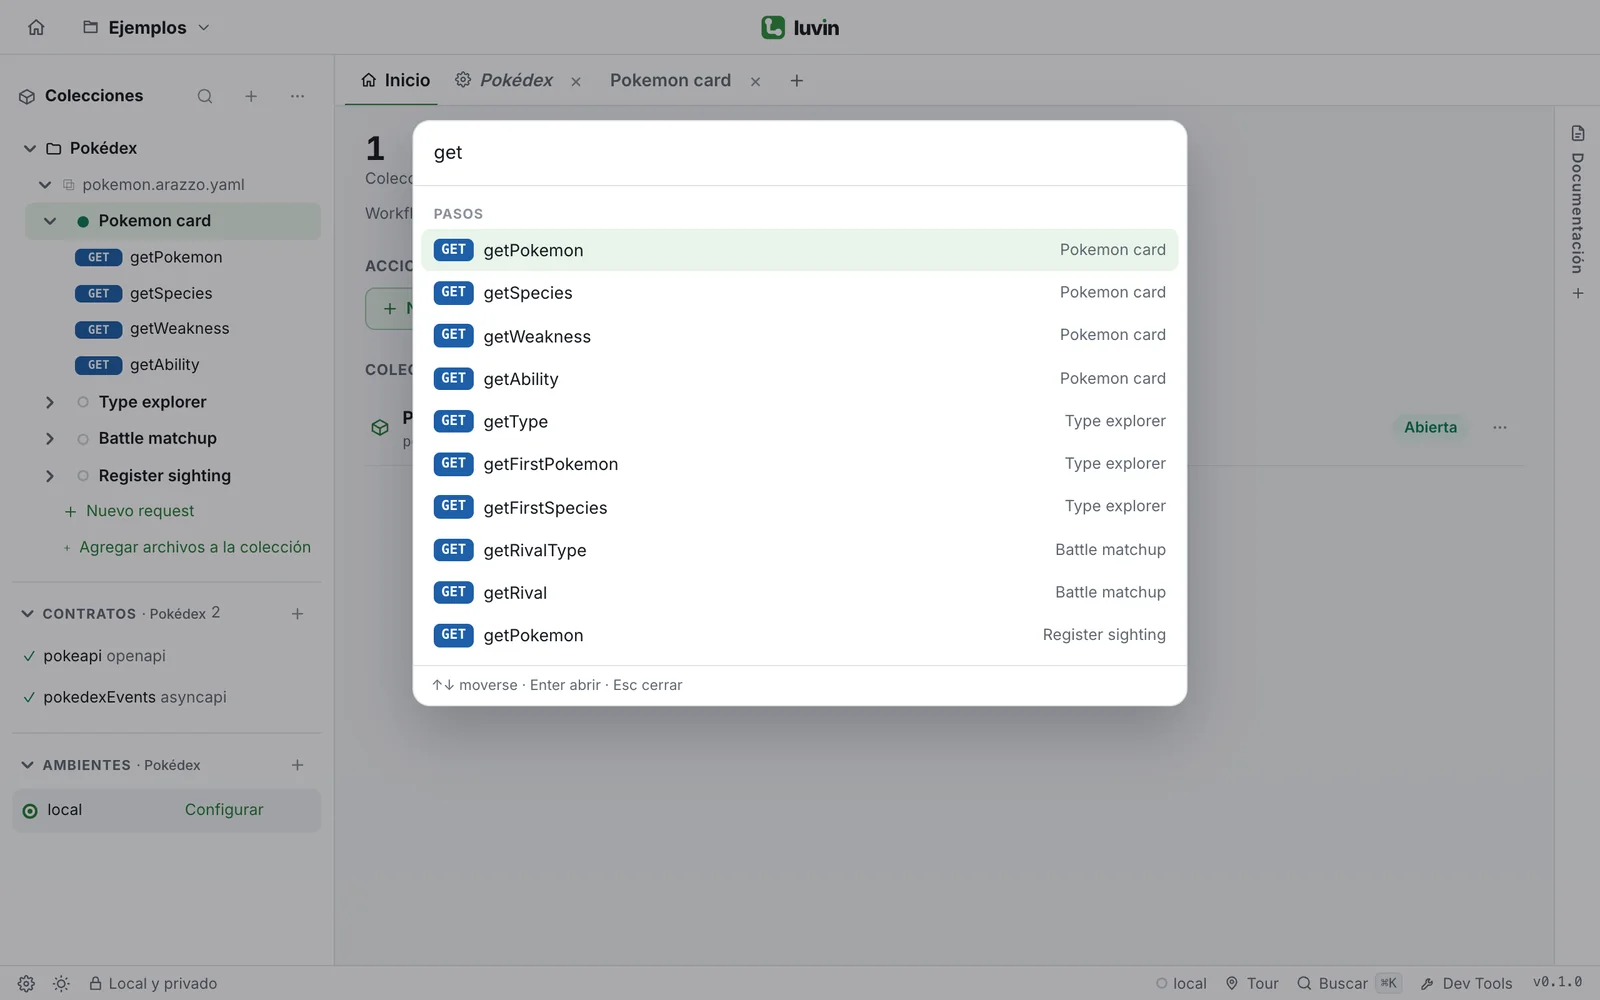 Ejemplos
luvin
Colecciones
Inicio
Pokédex
Pokemon card
Pokédex
pokemon.arazzo.yaml
Pokemon card
GET getPokemon
GET getSpecies
GET getWeakness
GET getAbility
Type explorer
Battle matchup
Register sighting
+ Nuevo request
+ Agregar archivos a la colección
CONTRATOS · Pokédex 2
pokeapi openapi
pokedexEvents asyncapi
AMBIENTES · Pokédex
local Configurar
1
get
PASOS
GET getPokemon Pokemon card
GET getSpecies Pokemon card
GET getWeakness Pokemon card
GET getAbility Pokemon card
GET getType Type explorer
GET getFirstPokemon Type explorer
GET getFirstSpecies Type explorer
GET getRivalType Battle matchup
GET getRival Battle matchup
GET getPokemon Register sighting
↑↓ moverse · Enter abrir · Esc cerrar
Abierta
Documentación
Local y privado
local
Tour
Buscar ⌘K
Dev Tools
v0.1.0